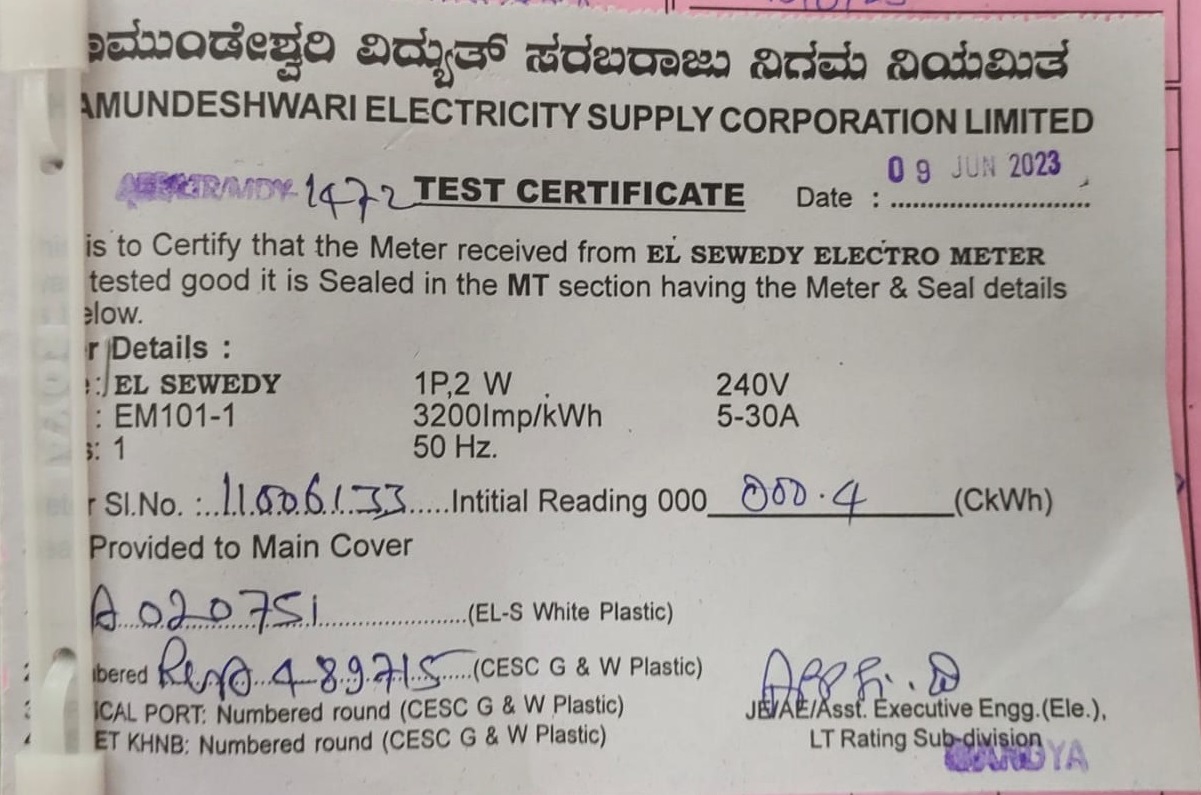 ಾಮುಂಡೇಶ್ವರಿ ವಿದ್ಯುತ್ ಸರಬರಾಜು ನಿಗಮ ನಿಯಮಿತ
AMUNDESHWARI ELECTRICITY SUPPLY CORPORATION LIMITED
1472 TEST CERTIFICATE Date : 09 JUN 2023
is to Certify that the Meter received from EL SEWEDY ELECTRO METER
tested good it is Sealed in the MT section having the Meter & Seal details
elow.
r Details :
: EL SEWEDY 1P,2 W 240V
: EM101-1 3200Imp/kWh 5-30A
s: 1 50 Hz.
r Sl.No. : 11006133 Intitial Reading 000 000.4 (CkWh)
Provided to Main Cover
A020751 (EL-S White Plastic)
bered 489715 (CESC G & W Plastic)
ICAL PORT: Numbered round (CESC G & W Plastic)
ET KHNB: Numbered round (CESC G & W Plastic)
JE/AE/Asst. Executive Engg.(Ele.),
LT Rating Sub-division